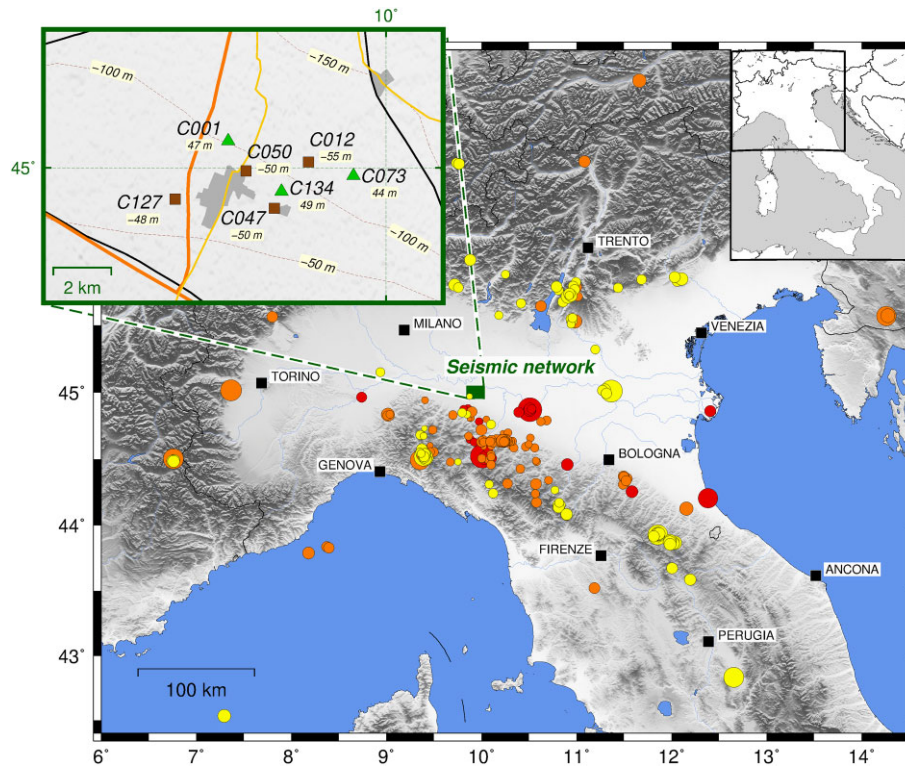 10°
−100 m
−150 m
C001
47 m
C050
−50 m
C012
−55 m
45°
C134
49 m
C073
44 m
C127
−48 m
C047
−50 m
−100 m
−50 m
2 km
TRENTO
MILANO
VENEZIA
Seismic network
TORINO
45
BOLOGNA
GENOVA
44
FIRENZE
ANCONA
PERUGIA
43
100 km
6
7
8
9
10
11
12
13
14